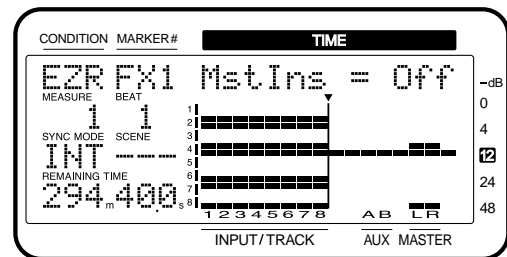 CONDITION MARKER# TIME
EZR FX1 MstIns = Off
MEASURE BEAT
1 1
SYNC MODE SCENE
INT --- --- ---
REMAINING TIME
294m400s
1
2
3
4
5
6
7
8
1 2 3 4 5 6 7 8 A B L R
INPUT/TRACK AUX MASTER
-dB
0
4
12
24
48